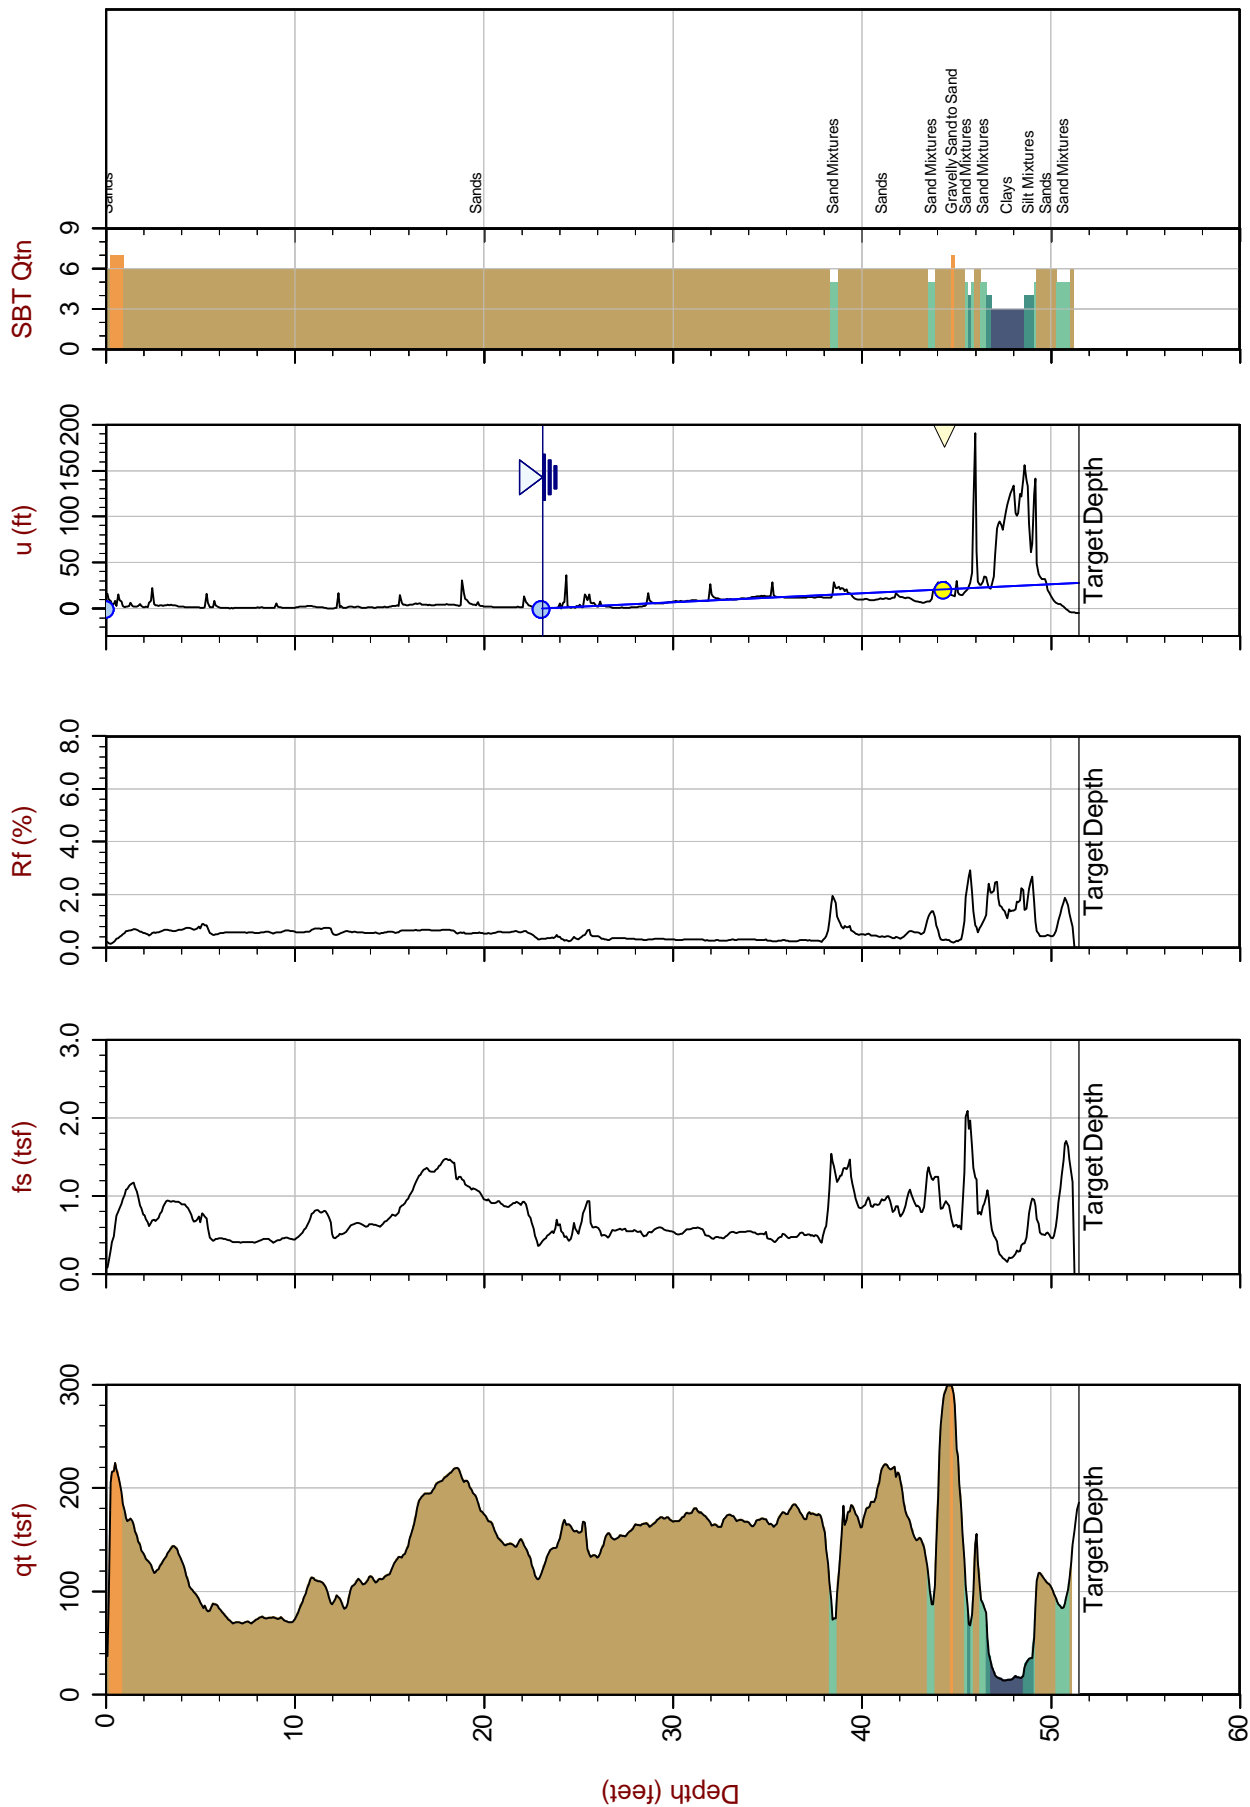 qt (tsf)
fs (tsf)
Rf (%)
u (ft)
SBT Qtn
0
100
200
300
0.0
1.0
2.0
3.0
0.0
2.0
4.0
6.0
8.0
0
50
100
150
200
0
3
6
9
0
10
20
30
40
50
60
Depth (feet)
Target Depth
Target Depth
Target Depth
Target Depth
Sands
Sands
Sand Mixtures
Sands
Sand Mixtures
Gravelly Sand to Sand
Sand Mixtures
Sand Mixtures
Clays
Silt Mixtures
Sands
Sand Mixtures